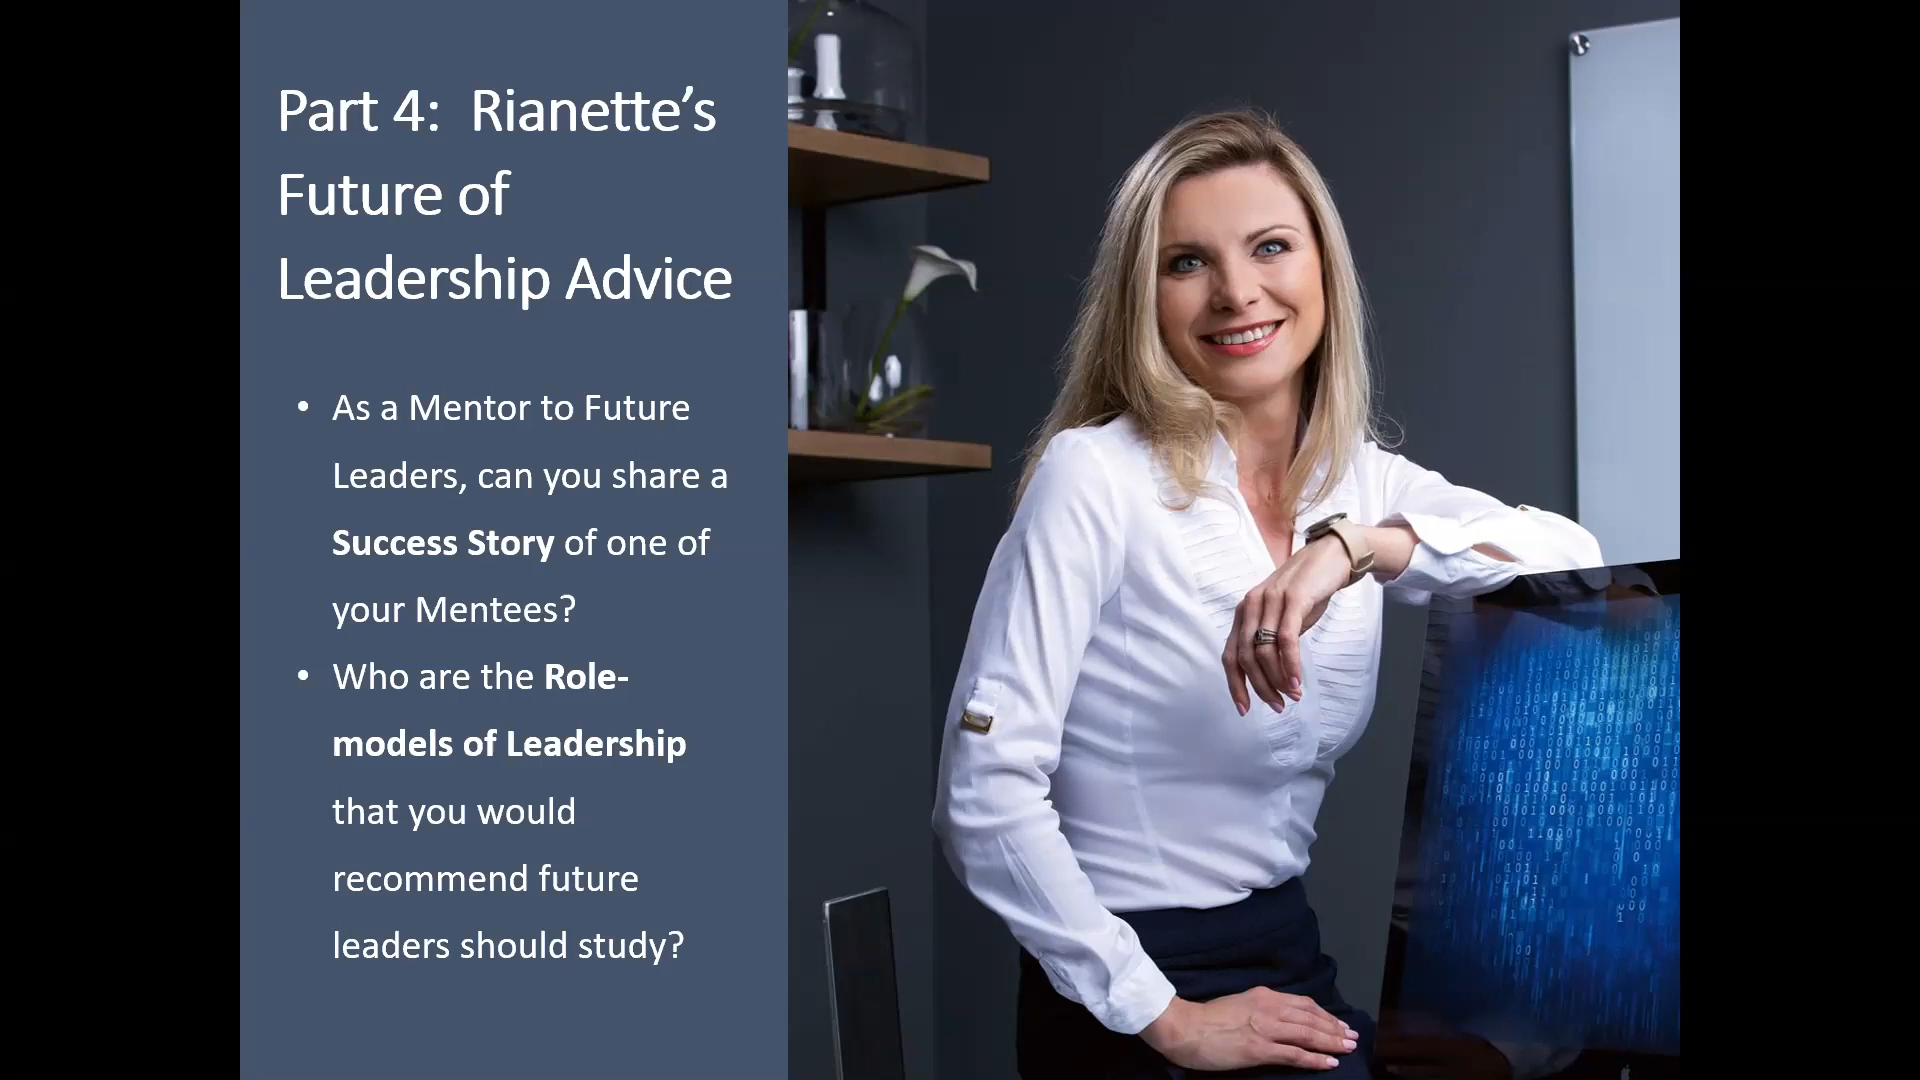 Part 4:  Rianette’s
Future of
Leadership Advice
• As a Mentor to Future
Leaders, can you share a
Success Story of one of
your Mentees?
• Who are the Role-
models of Leadership
that you would
recommend future
leaders should study?